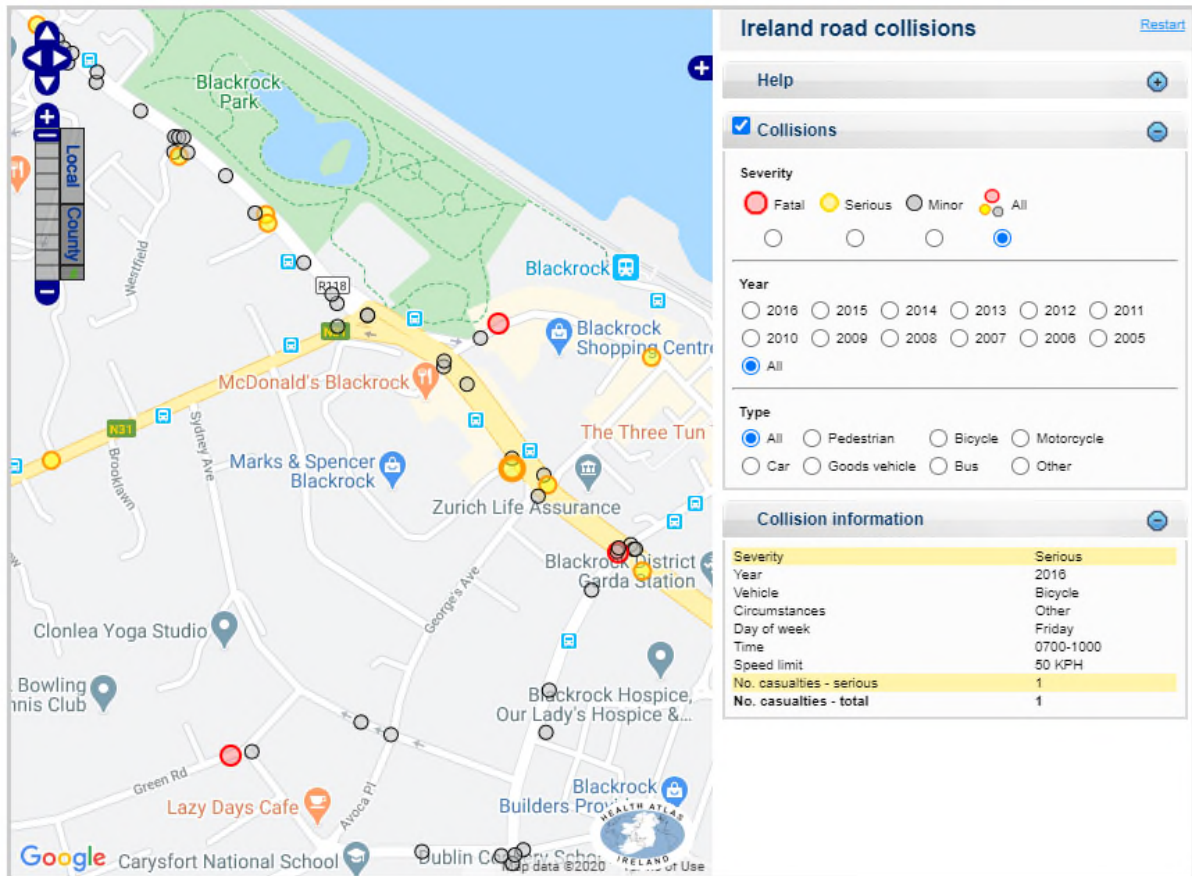 Blackrock
Park
Local
County
Westfield
R118
N31
Blackrock
Blackrock
Shopping Centre
McDonald's Blackrock
The Three Tun
N31
Sydney Ave
Brooklawn
Marks & Spencer
Blackrock
Zurich Life Assurance
Blackrock District
Garda Station
George's Ave
Clonlea Yoga Studio
Bowling
nnis Club
Blackrock Hospice,
Our Lady's Hospice &...
Green Rd
Lazy Days Cafe
Avoca Pl
Blackrock
Builders Provi
HEALTH ATLAS
IRELAND
Google
Carysfort National School
Map data ©2020
Terms of Use
Ireland road collisions
Restart
Help
Collisions
Severity
Fatal Serious Minor All
Year
2016 2015 2014 2013 2012 2011
2010 2009 2008 2007 2006 2005
All
Type
All Pedestrian Bicycle Motorcycle
Car Goods vehicle Bus Other
Collision information
Severity Serious
Year 2016
Vehicle Bicycle
Circumstances Other
Day of week Friday
Time 0700-1000
Speed limit 50 KPH
No. casualties - serious 1
No. casualties - total 1